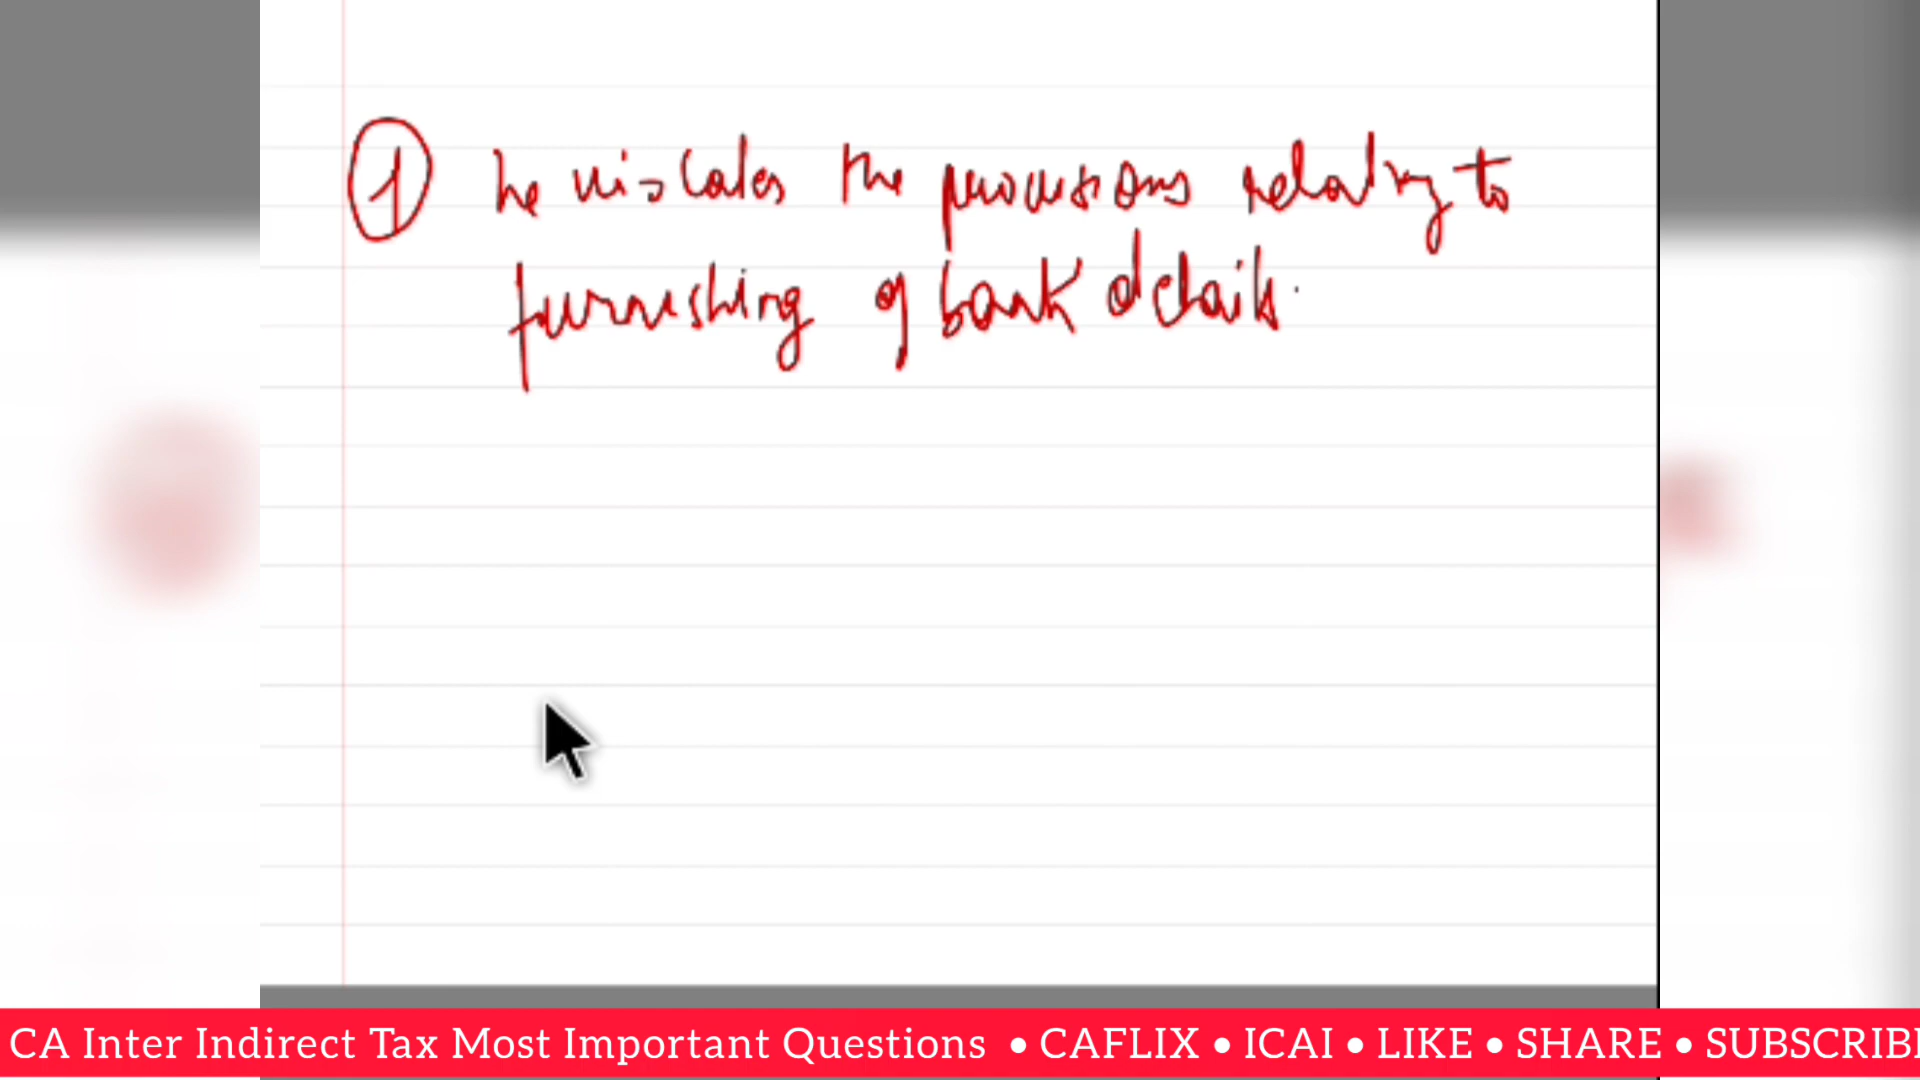 ① he violates the provisions relating to
furnishing of bank details.
CA Inter Indirect Tax Most Important Questions • CAFLIX • ICAI • LIKE • SHARE • SUBSCRIBE